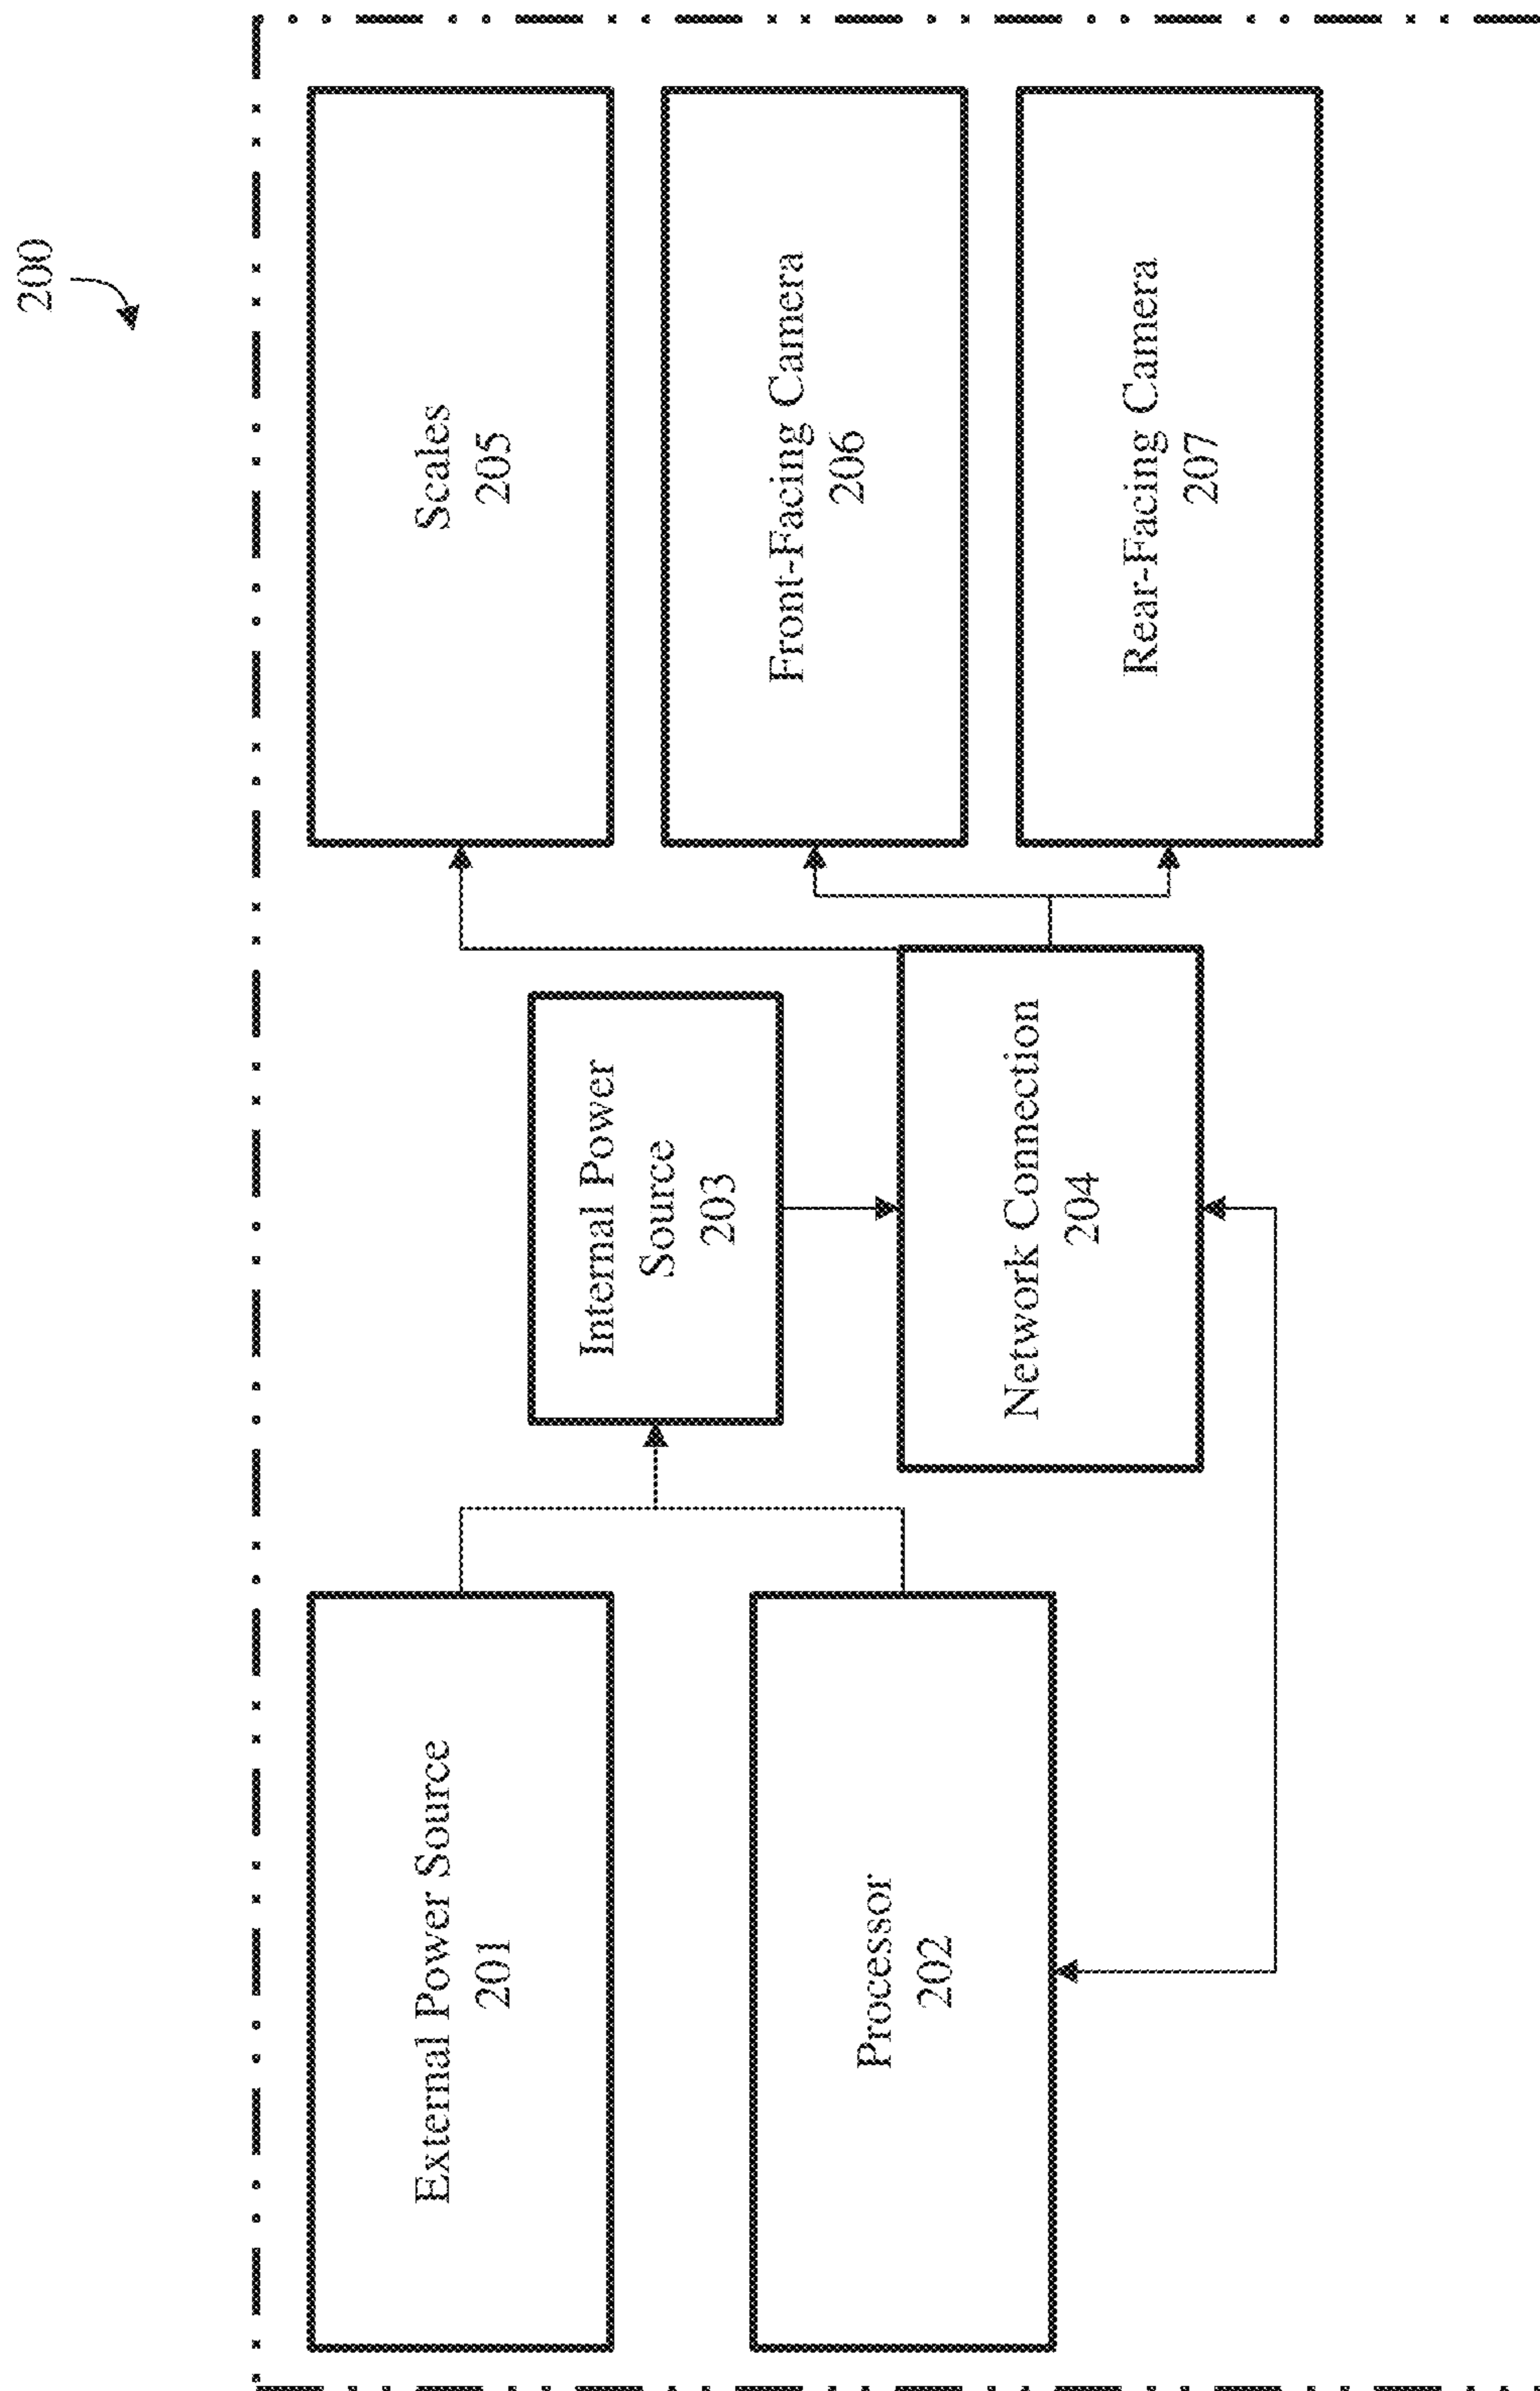 200
External Power Source
201
Processor
202
Internal Power
Source
203
Network Connection
204
Scales
205
Front-Facing Camera
206
Rear-Facing Camera
207